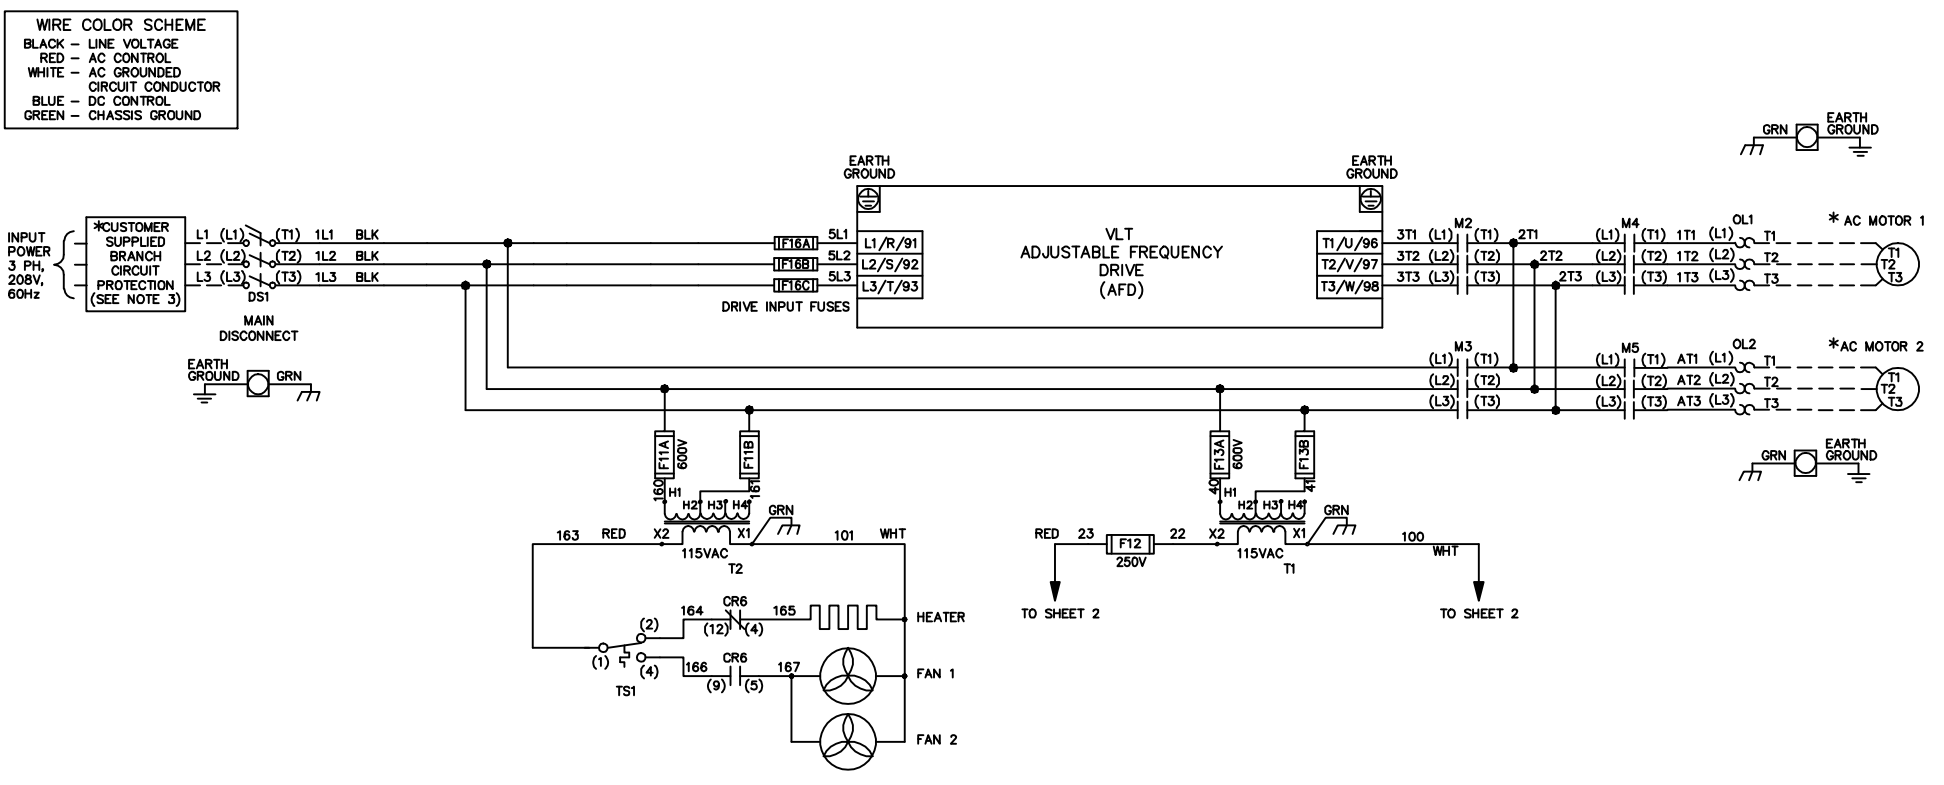 WIRE COLOR SCHEME
BLACK – LINE VOLTAGE
RED – AC CONTROL
WHITE – AC GROUNDED
CIRCUIT CONDUCTOR
BLUE – DC CONTROL
GREEN – CHASSIS GROUND
GRN
EARTH
GROUND
EARTH
GROUND
EARTH
GROUND
INPUT
POWER
3 PH,
208V,
60Hz
*CUSTOMER
SUPPLIED
BRANCH
CIRCUIT
PROTECTION
(SEE NOTE 3)
L1 (L1) (T1) 1L1 BLK
L2 (L2) (T2) 1L2 BLK
L3 (L3) (T3) 1L3 BLK
DS1
MAIN
DISCONNECT
F16A 5L1 L1/R/91
F16B 5L2 L2/S/92
F16C 5L3 L3/T/93
DRIVE INPUT FUSES
VLT
ADJUSTABLE FREQUENCY
DRIVE
(AFD)
T1/U/96 3T1 (L1) M2 (T1) 2T1 (L1) M4 (T1) 1T1 (L1) OL1 T1
T2/V/97 3T2 (L2) (T2) 2T2 (L2) (T2) 1T2 (L2) T2
T3/W/98 3T3 (L3) (T3) 2T3 (L3) (T3) 1T3 (L3) T3
* AC MOTOR 1
T1
T2
T3
EARTH
GROUND
GRN
M3 M5 OL2
(L1) (T1) (L1) (T1) AT1 (L1) T1
(L2) (T2) (L2) (T2) AT2 (L2) T2
(L3) (T3) (L3) (T3) AT3 (L3) T3
*AC MOTOR 2
T1
T2
T3
GRN
EARTH
GROUND
F11A
600V
F11B
160
161
H1
H2 H3 H4
GRN
163 RED X2 X1 101 WHT
115VAC
T2
F13A
600V
F13B
40
41
H1
H2 H3 H4
GRN
RED 23 F12 22 X2 X1 100
WHT
250V
115VAC
T1
TO SHEET 2
TO SHEET 2
CR6
164 165
(12) (4)
HEATER
(2)
(1)
(4)
TS1
CR6
166 167
(9) (5)
FAN 1
FAN 2